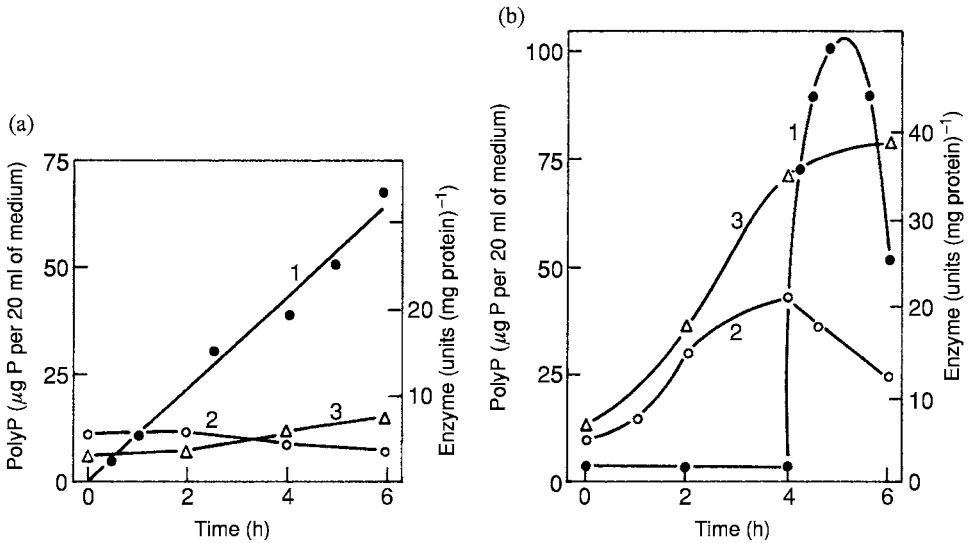 (a)
PolyP (μg P per 20 ml of medium)
75
50
25
0
1
2
3
20
10
Enzyme (units (mg protein)⁻¹)
0 2 4 6
Time (h)
(b)
PolyP (μg P per 20 ml of medium)
100
75
50
25
0
1
3
2
40
30
20
10
0
Enzyme (units (mg protein)⁻¹)
0 2 4 6
Time (h)